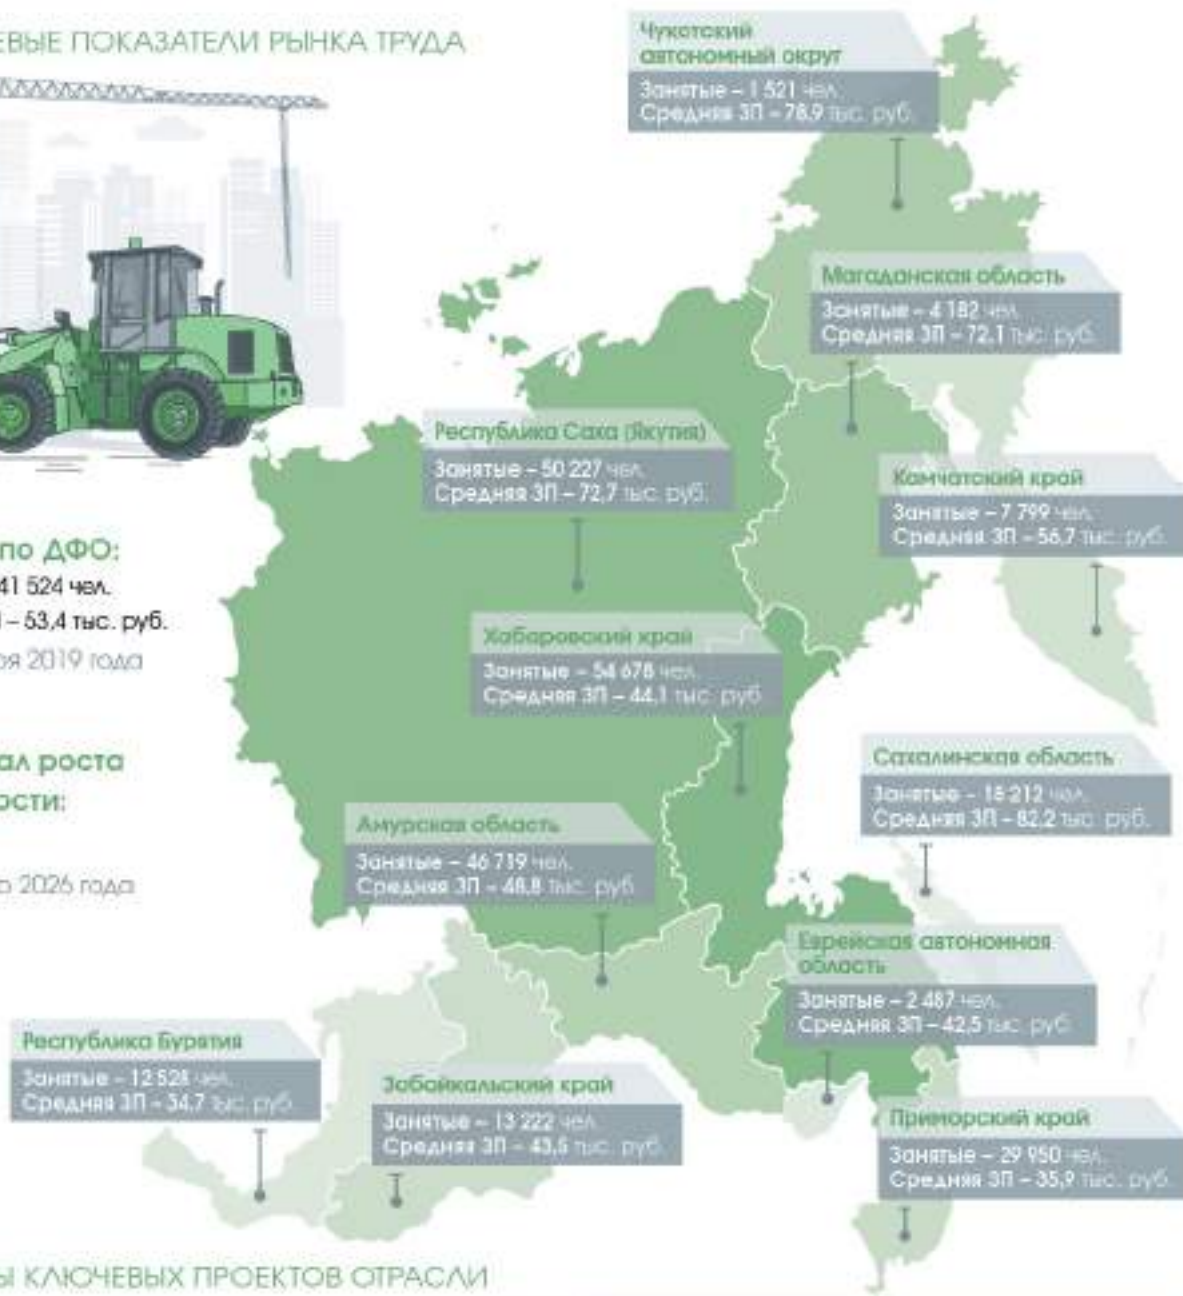 ЕВЫЕ ПОКАЗАТЕЛИ РЫНКА ТРУДА
Чукотский
автономный округ
Занятые – 1 521 чел.
Средняя ЗП – 78,9 тыс. руб.
Магаданская область
Занятые – 4 182 чел.
Средняя ЗП – 72,1 тыс. руб.
Республика Саха (Якутия)
Занятые – 50 227 чел.
Средняя ЗП – 72,7 тыс. руб.
Камчатский край
Занятые – 7 799 чел.
Средняя ЗП – 56,7 тыс. руб.
по ДФО:
41 524 чел.
– 53,4 тыс. руб.
ря 2019 года
Хабаровский край
Занятые – 54 678 чел.
Средняя ЗП – 44,1 тыс. руб
ал роста
ости:
о 2026 года
Сахалинская область
Занятые – 18 212 чел.
Средняя ЗП – 82,2 тыс. руб.
Амурская область
Занятые – 46 719 чел.
Средняя ЗП – 48,8 тыс. руб
Еврейская автономная
область
Занятые – 2 487 чел.
Средняя ЗП – 42,5 тыс. руб
Республика Бурятия
Занятые – 12 528 чел.
Средняя ЗП – 34,7 тыс. руб.
Забайкальский край
Занятые – 13 222 чел.
Средняя ЗП – 43,5 тыс. руб.
Приморский край
Занятые – 29 950 чел.
Средняя ЗП – 35,9 тыс. руб.
Ы КЛЮЧЕВЫХ ПРОЕКТОВ ОТРАСЛИ